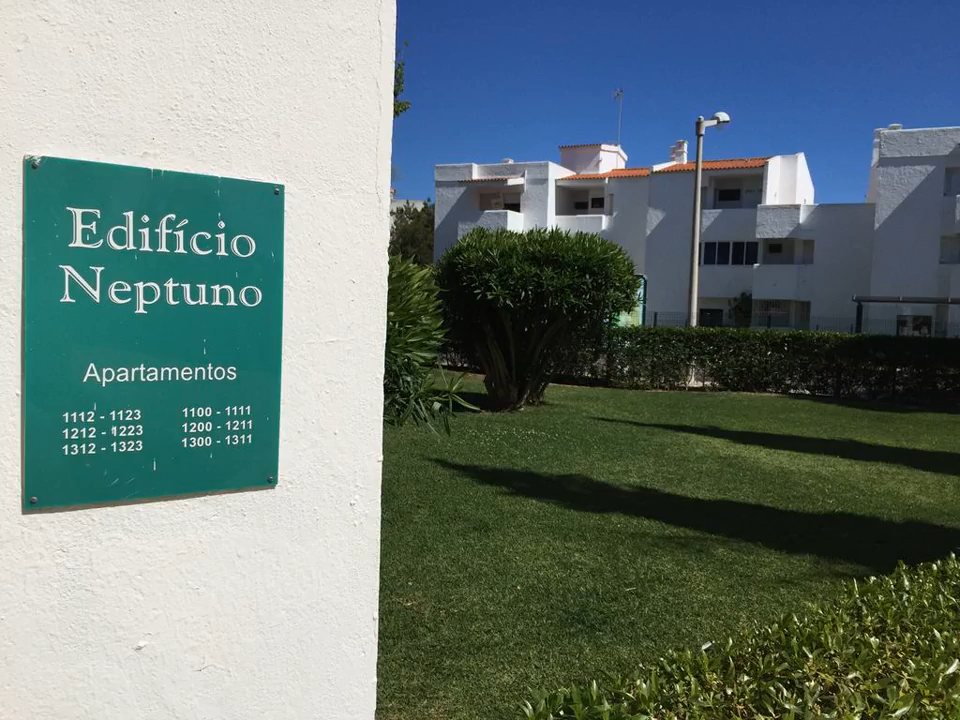 Edifício
Neptuno
Apartamentos
1112 - 1123 1100 - 1111
1212 - 1223 1200 - 1211
1312 - 1323 1300 - 1311